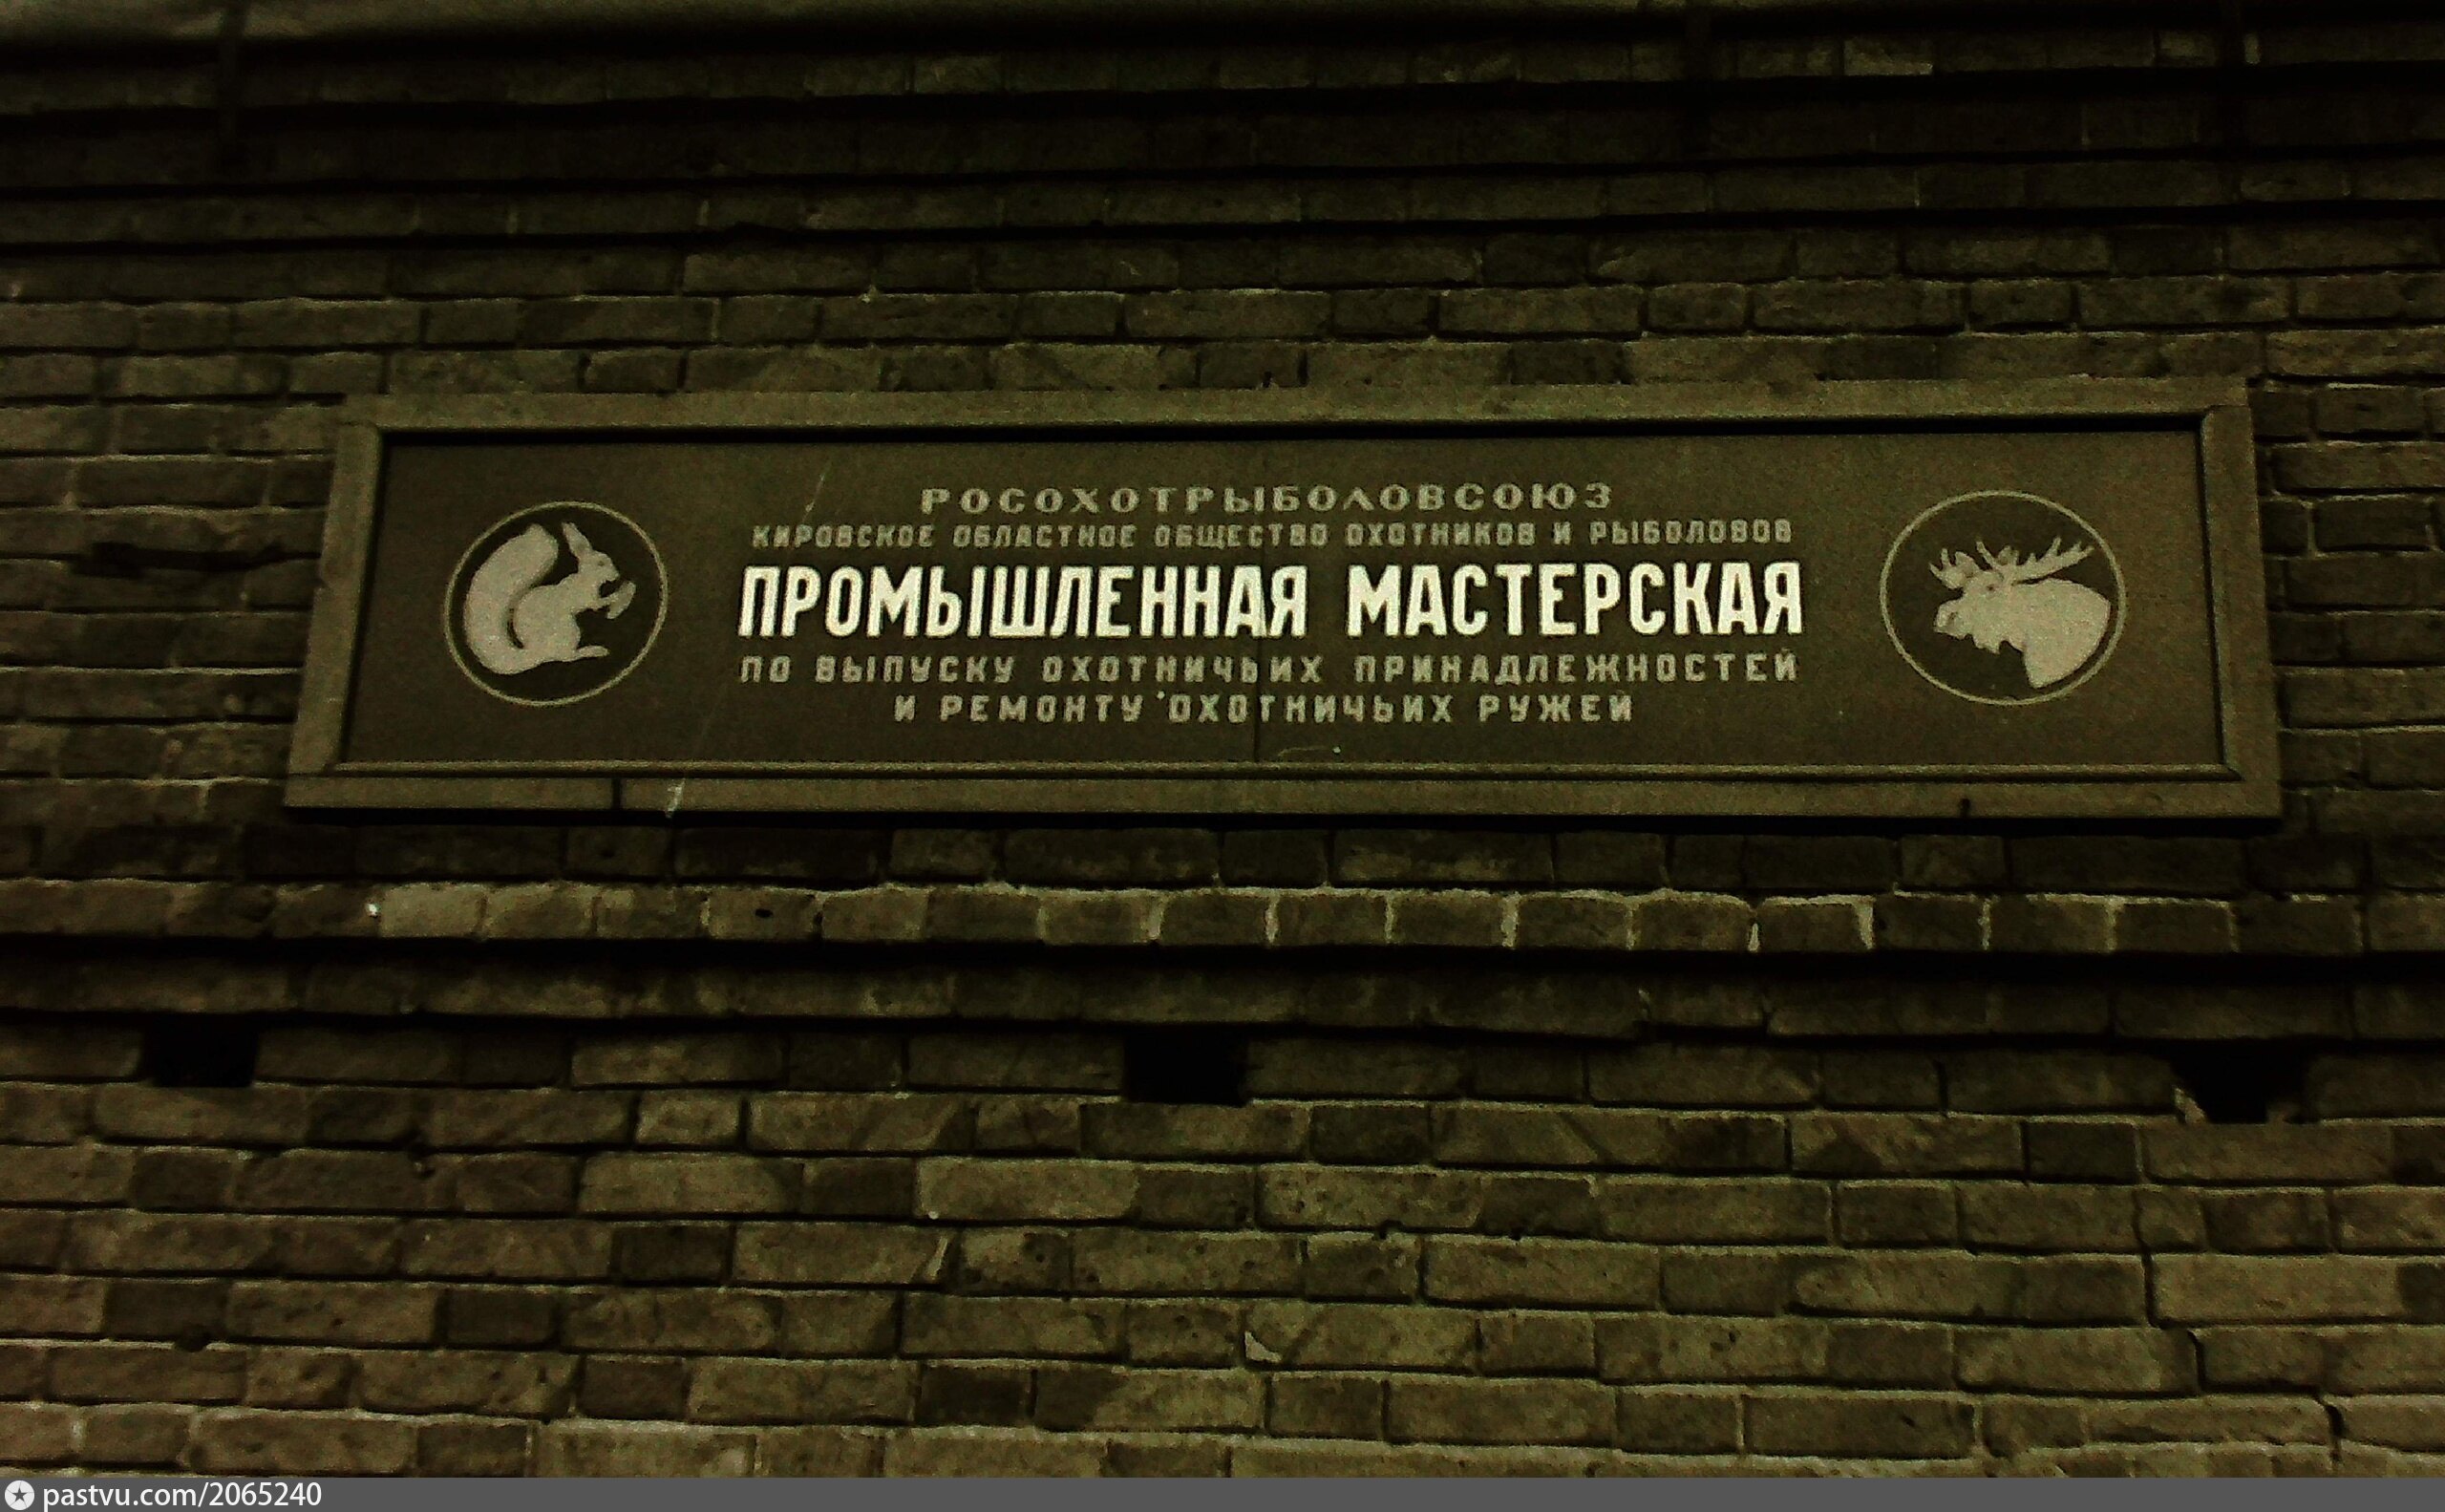 РОСОХОТРЫБОЛОВСОЮЗ
КИРОВСКОЕ ОБЛАСТНОЕ ОБЩЕСТВО ОХОТНИКОВ И РЫБОЛОВОВ
ПРОМЫШЛЕННАЯ МАСТЕРСКАЯ
ПО ВЫПУСКУ ОХОТНИЧЬИХ ПРИНАДЛЕЖНОСТЕЙ
И РЕМОНТУ ОХОТНИЧЬИХ РУЖЕЙ
pastvu.com/2065240